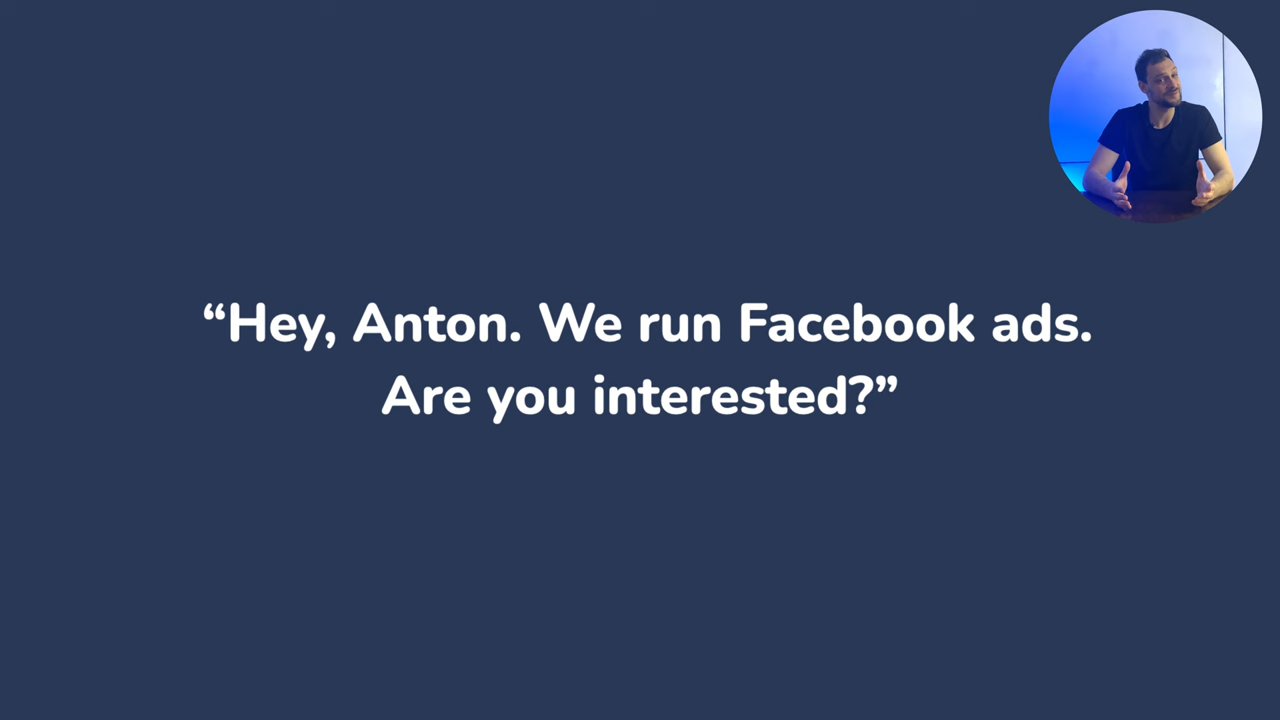 “Hey, Anton. We run Facebook ads.
Are you interested?”